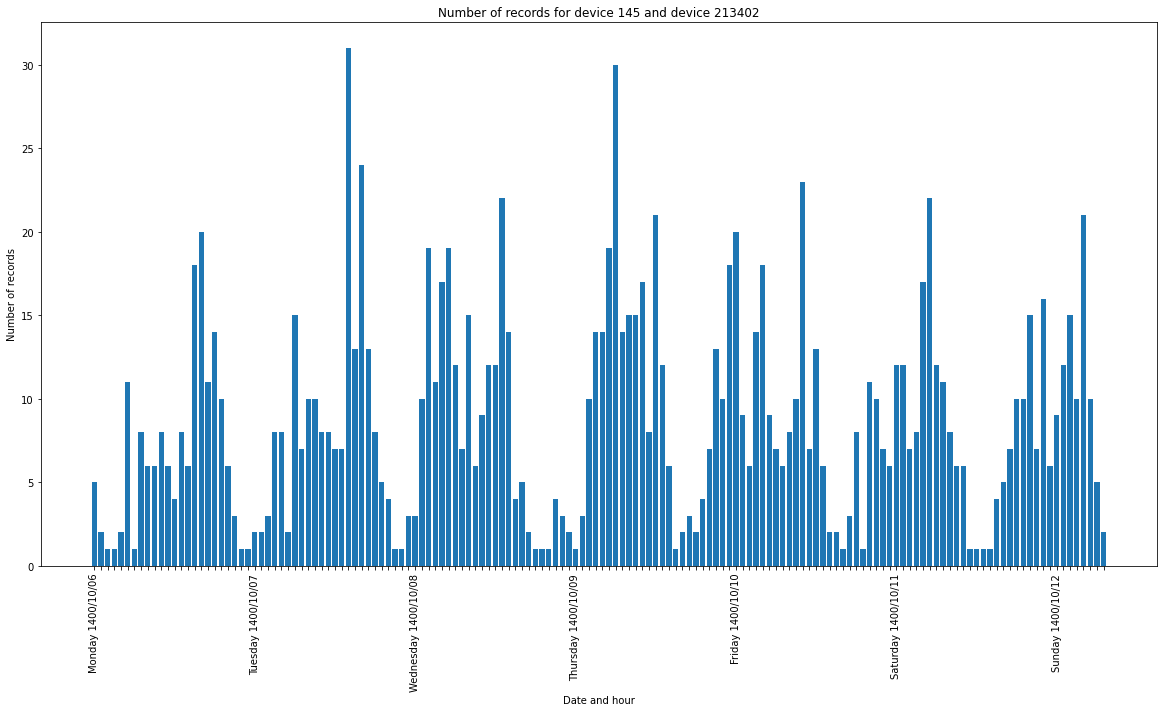 Number of records for device 145 and device 213402
Number of records
30
25
20
15
10
5
0
Monday 1400/10/06
Tuesday 1400/10/07
Wednesday 1400/10/08
Thursday 1400/10/09
Friday 1400/10/10
Saturday 1400/10/11
Sunday 1400/10/12
Date and hour